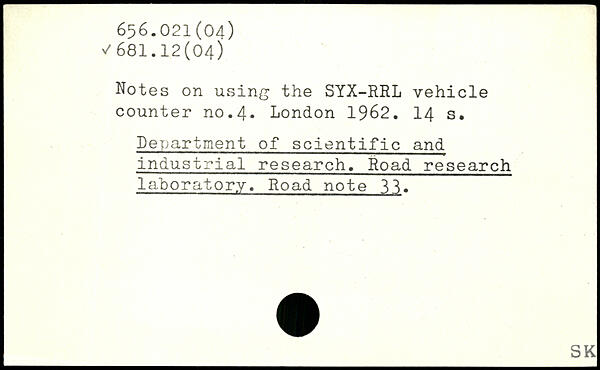 656.021(04)
✓681.12(04)
Notes on using the SYX-RRL vehicle
counter no.4. London 1962. 14 s.
Department of scientific and
industrial research. Road research
laboratory. Road note 33.
SK